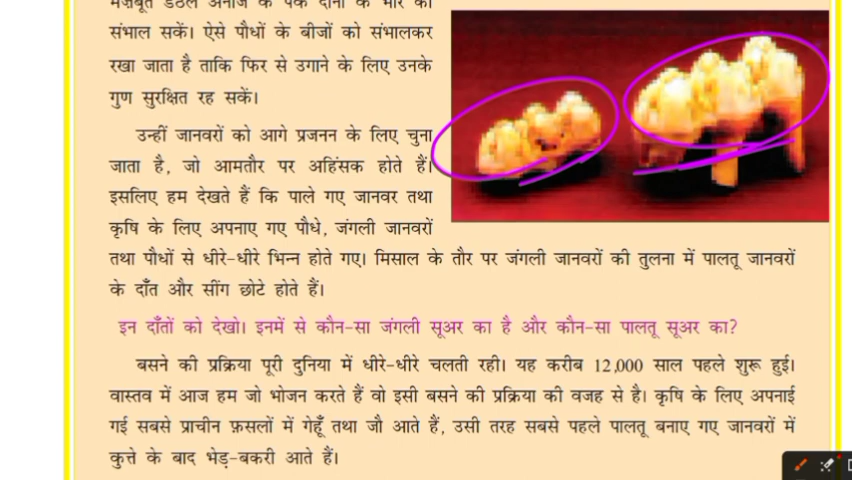 मज़बूत डंठल अनाज के पके दानों के भार को
संभाल सकें। ऐसे पौधों के बीजों को संभालकर
रखा जाता है ताकि फिर से उगाने के लिए उनके
गुण सुरक्षित रह सकें।
उन्हीं जानवरों को आगे प्रजनन के लिए चुना
जाता है, जो आमतौर पर अहिंसक होते हैं।
इसलिए हम देखते हैं कि पाले गए जानवर तथा
कृषि के लिए अपनाए गए पौधे, जंगली जानवरों
तथा पौधों से धीरे-धीरे भिन्न होते गए। मिसाल के तौर पर जंगली जानवरों की तुलना में पालतू जानवरों
के दाँत और सींग छोटे होते हैं।
इन दाँतों को देखो। इनमें से कौन-सा जंगली सूअर का है और कौन-सा पालतू सूअर का?
बसने की प्रक्रिया पूरी दुनिया में धीरे-धीरे चलती रही। यह करीब 12,000 साल पहले शुरू हुई।
वास्तव में आज हम जो भोजन करते हैं वो इसी बसने की प्रक्रिया की वजह से है। कृषि के लिए अपनाई
गई सबसे प्राचीन फ़सलों में गेहूँ तथा जौ आते हैं, उसी तरह सबसे पहले पालतू बनाए गए जानवरों में
कुत्ते के बाद भेड़-बकरी आते हैं।